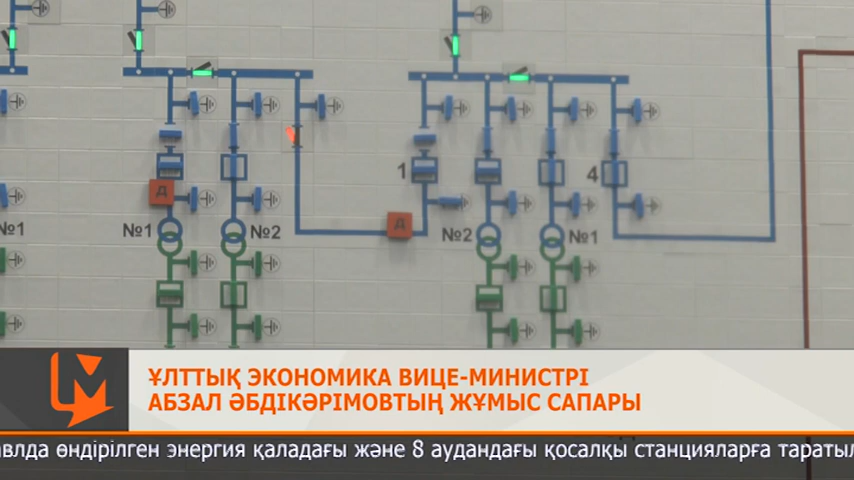 1
4
Д
Д
№1
№1
№2
№2
№1
ҰЛТТЫҚ ЭКОНОМИКА ВИЦЕ-МИНИСТРІ
АБЗАЛ ӘБДІКӘРІМОВТЫҢ ЖҰМЫС САПАРЫ
өндірілген энергия қаладағы және 8 аудандағы қосалқы станцияларға